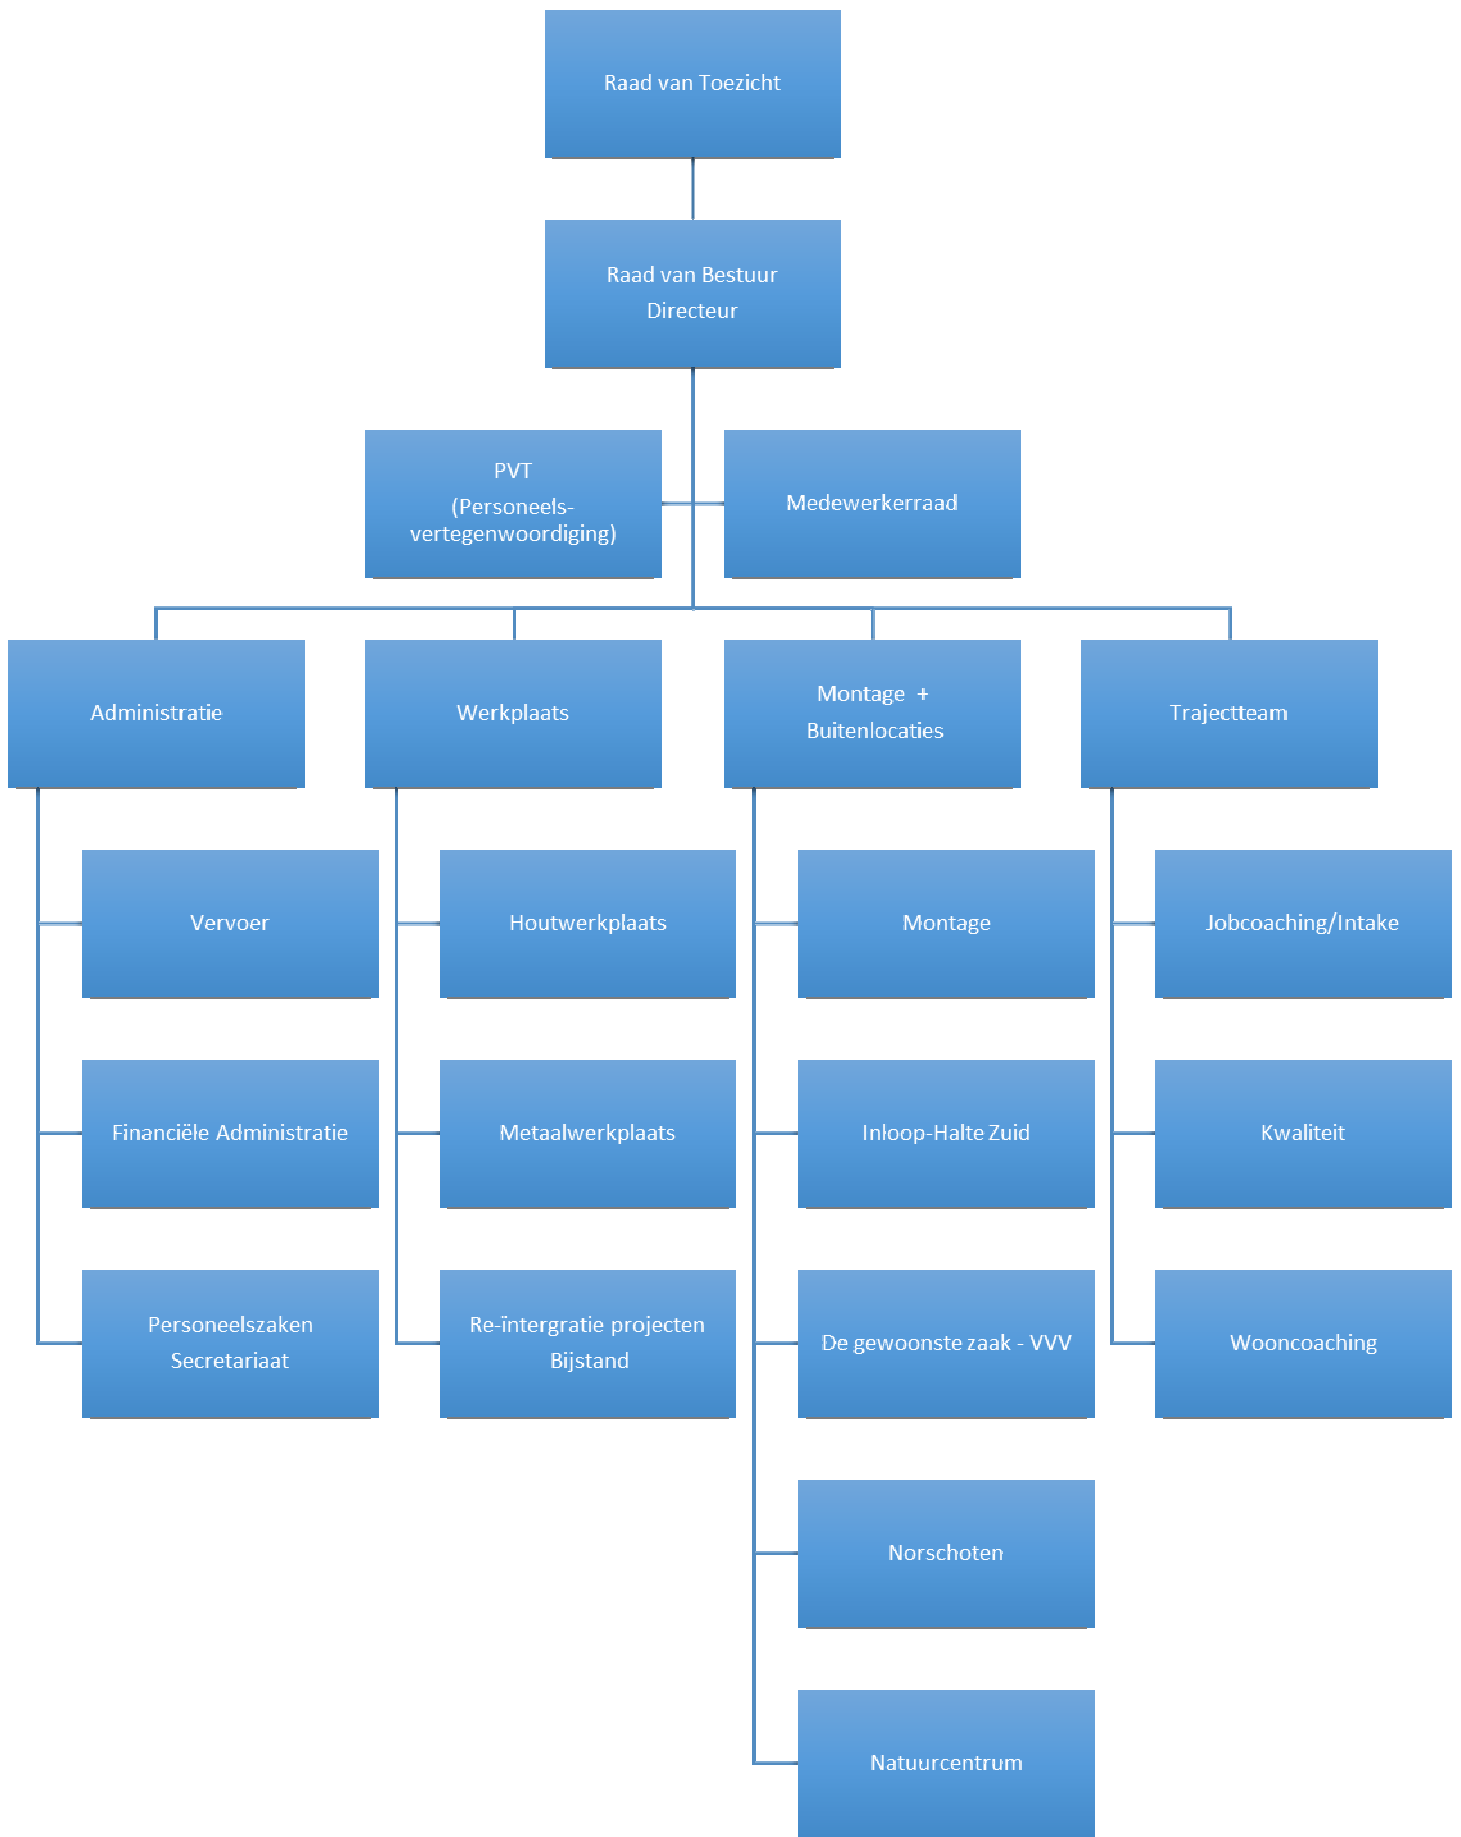 Raad van Toezicht
Raad van Bestuur
Directeur
PVT
(Personeels-
vertegenwoordiging)
Medewerkerraad
Administratie
Werkplaats
Montage +
Buitenlocaties
Trajectteam
Vervoer
Houtwerkplaats
Montage
Jobcoaching/Intake
Financiële Administratie
Metaalwerkplaats
Inloop-Halte Zuid
Kwaliteit
Personeelszaken
Secretariaat
Re-ïntergratie projecten
Bijstand
De gewoonste zaak - VVV
Wooncoaching
Norschoten
Natuurcentrum